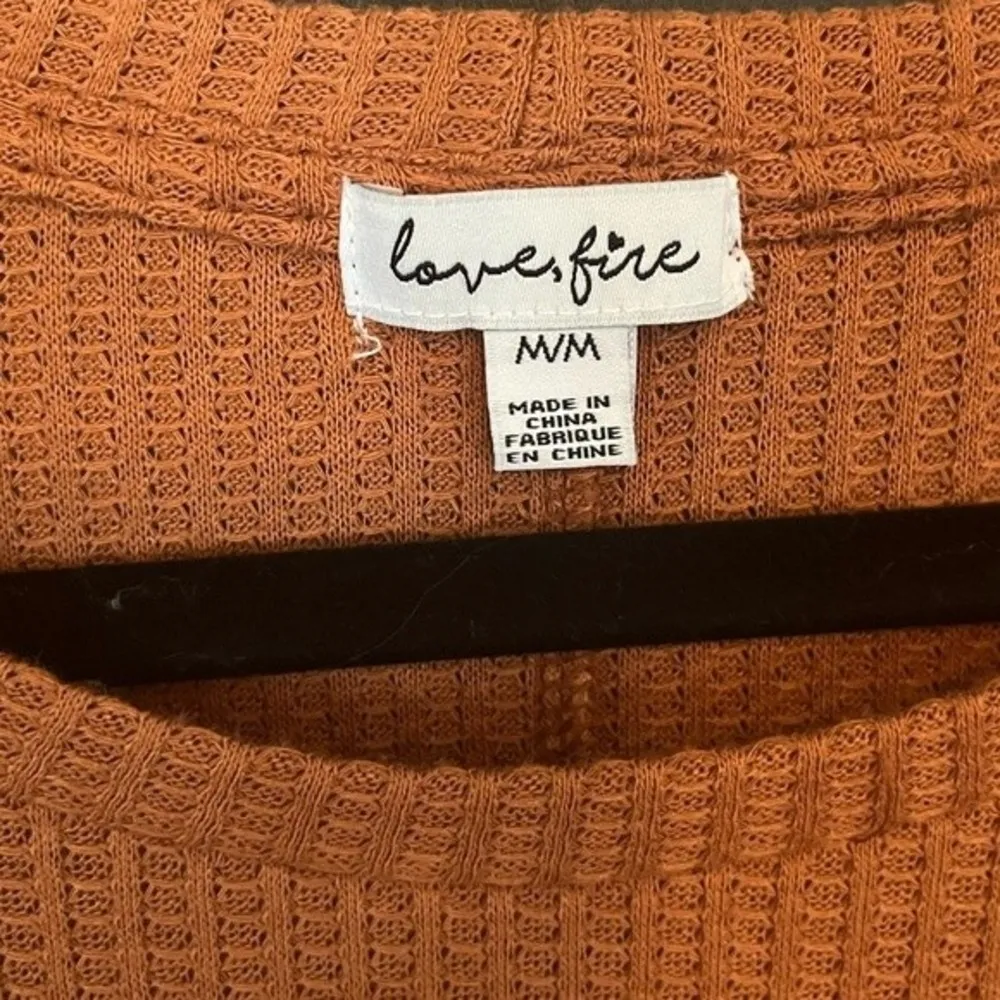 love, fire
M/M
MADE IN
CHINA
FABRIQUE
EN CHINE